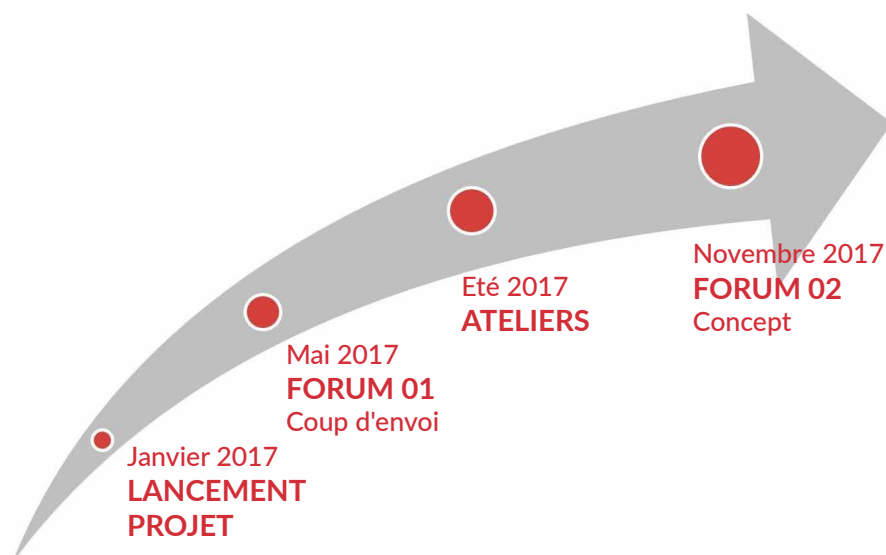 Janvier 2017
LANCEMENT
PROJET
Mai 2017
FORUM 01
Coup d'envoi
Eté 2017
ATELIERS
Novembre 2017
FORUM 02
Concept